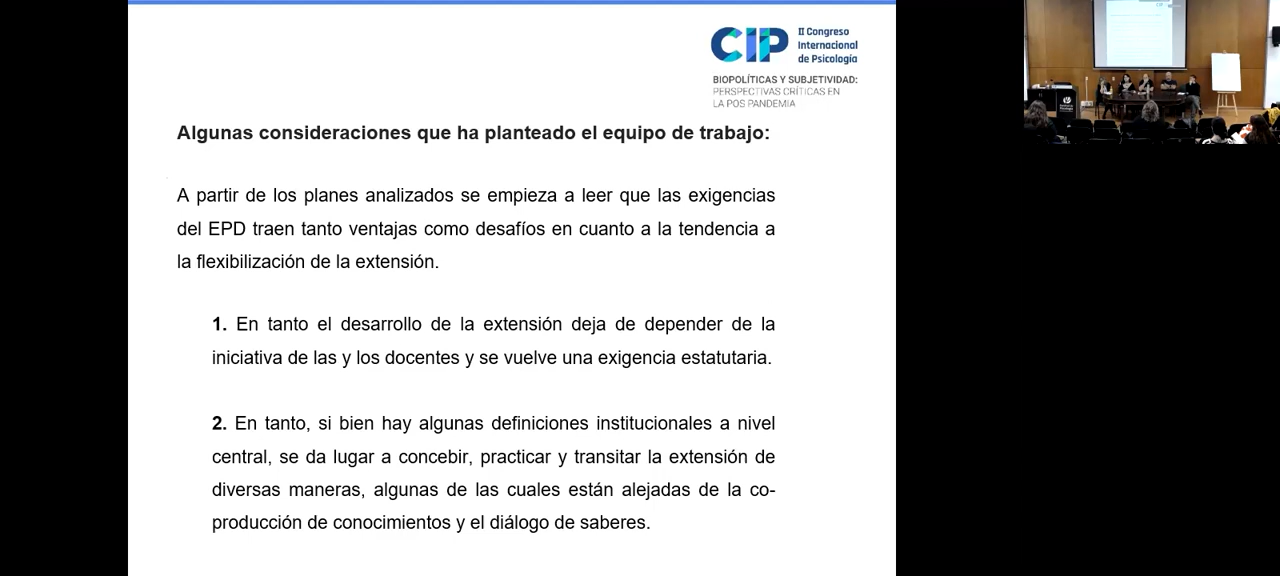 CIP
II Congreso
Internacional
de Psicología
BIOPOLÍTICAS Y SUBJETIVIDAD:
PERSPECTIVAS CRÍTICAS EN
LA POS PANDEMIA
Algunas consideraciones que ha planteado el equipo de trabajo:
A partir de los planes analizados se empieza a leer que las exigencias
del EPD traen tanto ventajas como desafíos en cuanto a la tendencia a
la flexibilización de la extensión.
1. En tanto el desarrollo de la extensión deja de depender de la
iniciativa de las y los docentes y se vuelve una exigencia estatutaria.
2. En tanto, si bien hay algunas definiciones institucionales a nivel
central, se da lugar a concebir, practicar y transitar la extensión de
diversas maneras, algunas de las cuales están alejadas de la co-
producción de conocimientos y el diálogo de saberes.